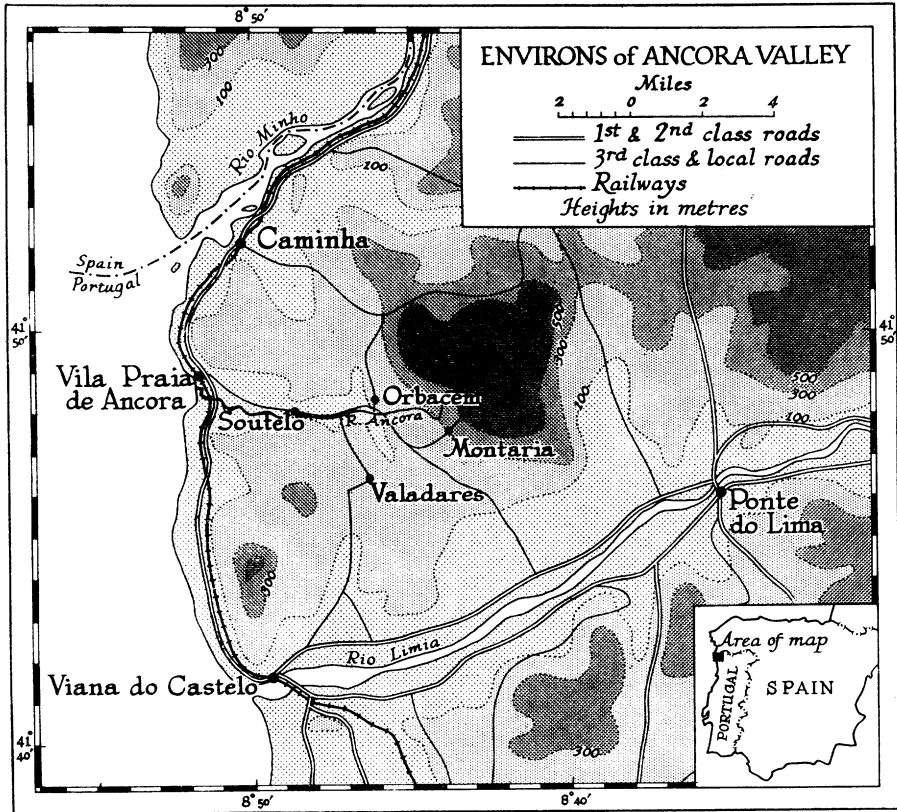 8° 50'
ENVIRONS of ANCORA VALLEY
Miles
2 0 2 4
1st & 2nd class roads
3rd class & local roads
Railways
Heights in metres
300
100
Rio Minho
100
Caminha
Spain
Portugal
41° 50'
41° 50'
500
300
100
Vila Praia
de Ancora
Soutelo
Orbacem
R. Ancora
Montaria
Valadares
500
300
100
Ponte
do Lima
300
Rio Limia
Viana do Castelo
300
Area of map
PORTUGAL
SPAIN
41° 40'
8° 50'
8° 40'